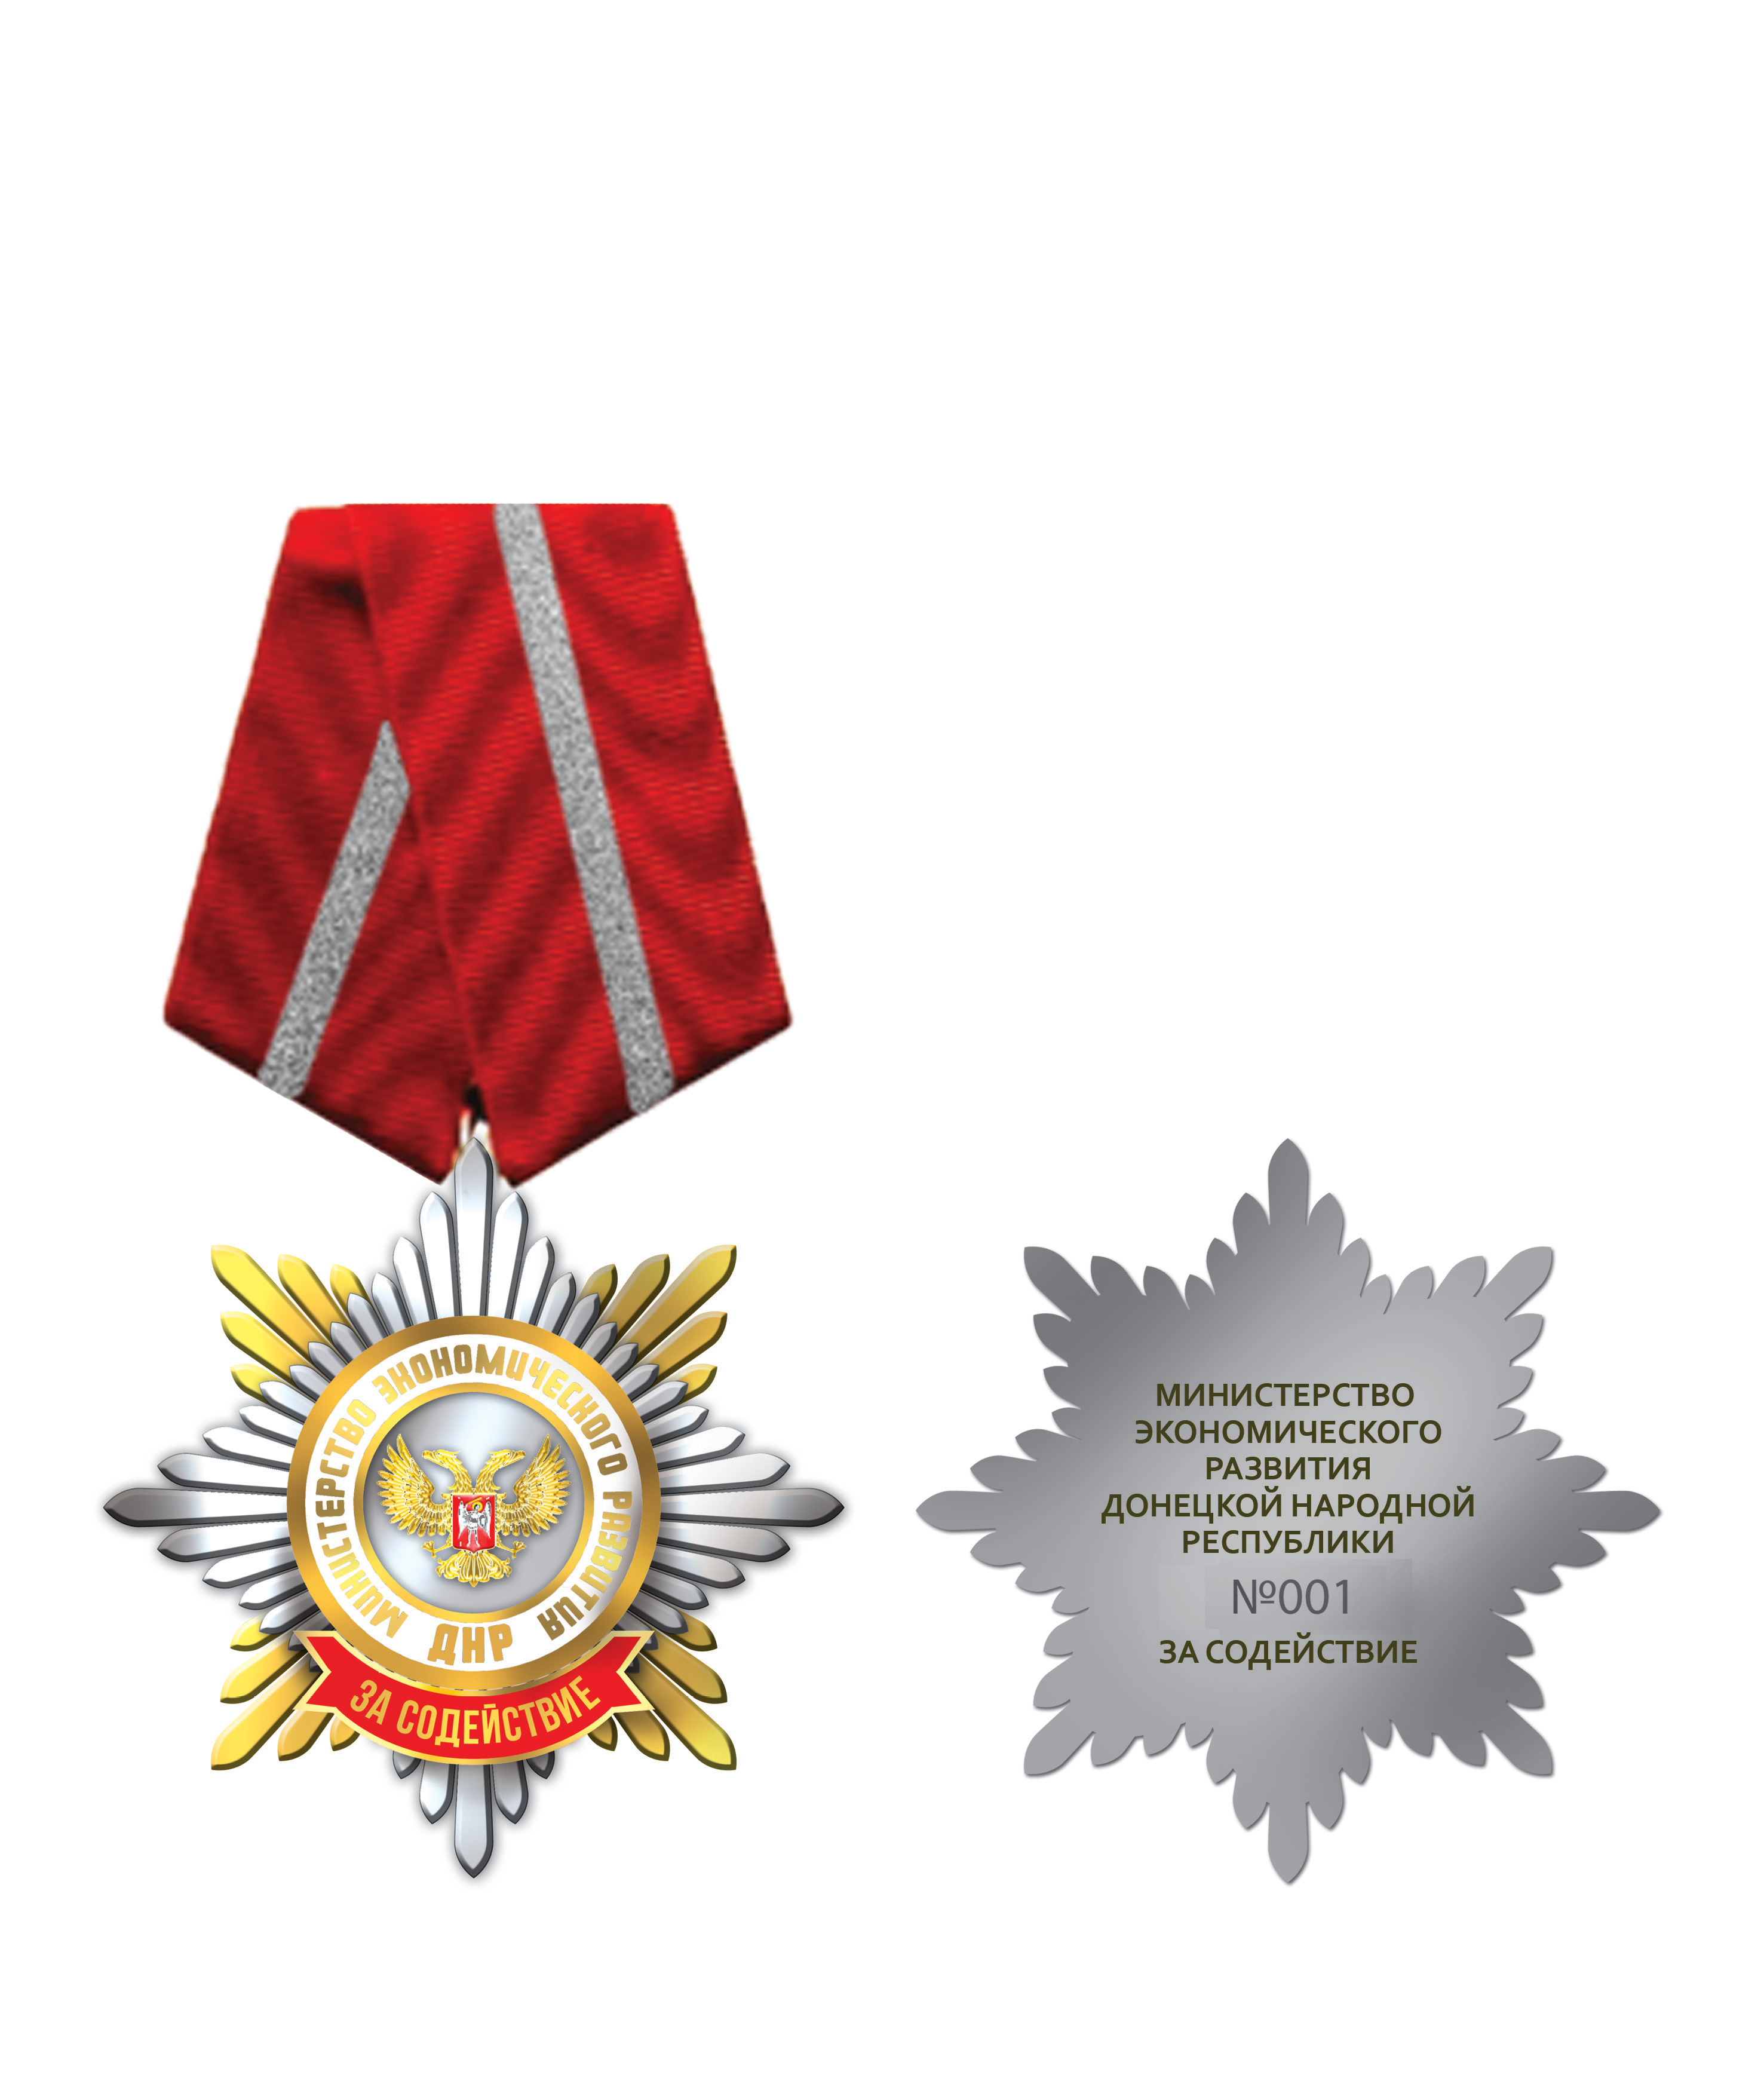 МИНИСТЕРСТВО ЭКОНОМИЧЕСКОГО РАЗВИТИЯ
ДНР
ЗА СОДЕЙСТВИЕ
МИНИСТЕРСТВО
ЭКОНОМИЧЕСКОГО
РАЗВИТИЯ
ДОНЕЦКОЙ НАРОДНОЙ
РЕСПУБЛИКИ
№001
ЗА СОДЕЙСТВИЕ